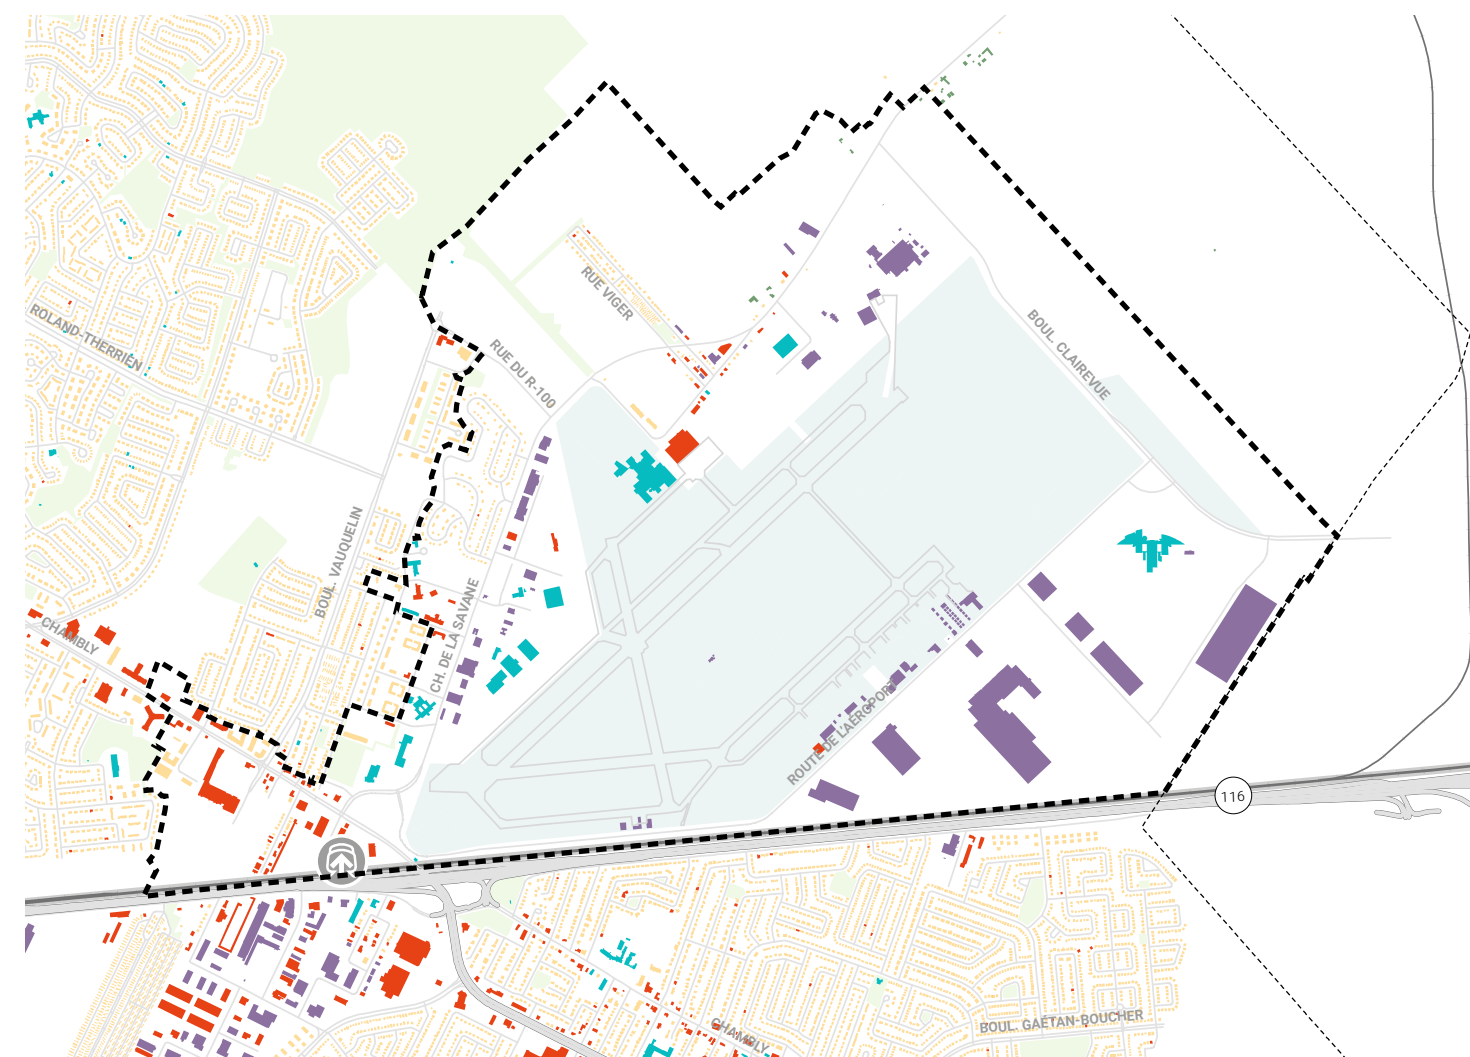 RUE VIGER
ROLAND-THERRIEN
RUE DU R-100
BOUL. CLAIREVUE
BOUL. VAUQUELIN
CH. DE LA SAVANE
CHAMBLY
ROUTE DE L'AÉROPORT
116
CHAMBLY
BOUL. GAÉTAN-BOUCHER